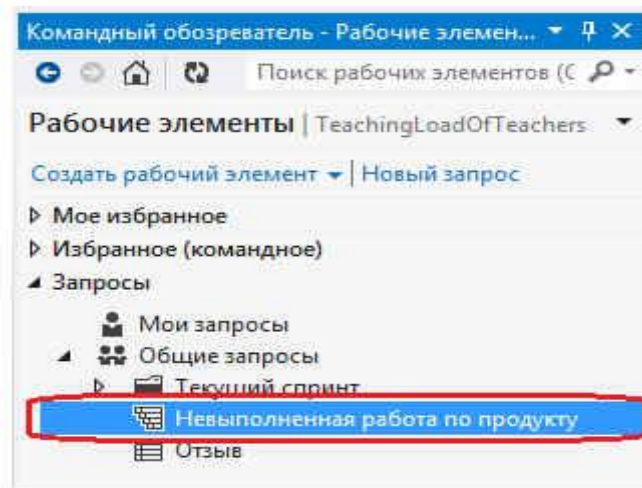 Командный обозреватель - Рабочие элемен...
Поиск рабочих элементов (С
Рабочие элементы | TeachingLoadOfTeachers
Создать рабочий элемент | Новый запрос
Мое избранное
Избранное (командное)
Запросы
Мои запросы
Общие запросы
Текущий спринт
Невыполненная работа по продукту
Отзыв